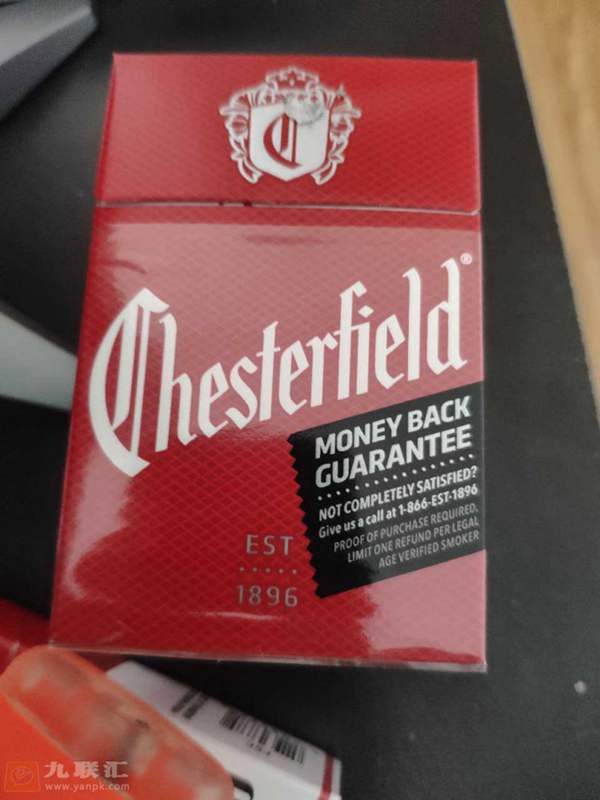 C
Chesterfield®
MONEY BACK
GUARANTEE
NOT COMPLETELY SATISFIED?
Give us a call at 1-866-EST-1896
PROOF OF PURCHASE REQUIRED.
LIMIT ONE REFUND PER LEGAL
AGE VERIFIED SMOKER
EST
1896
九联汇
www.yanpk.com